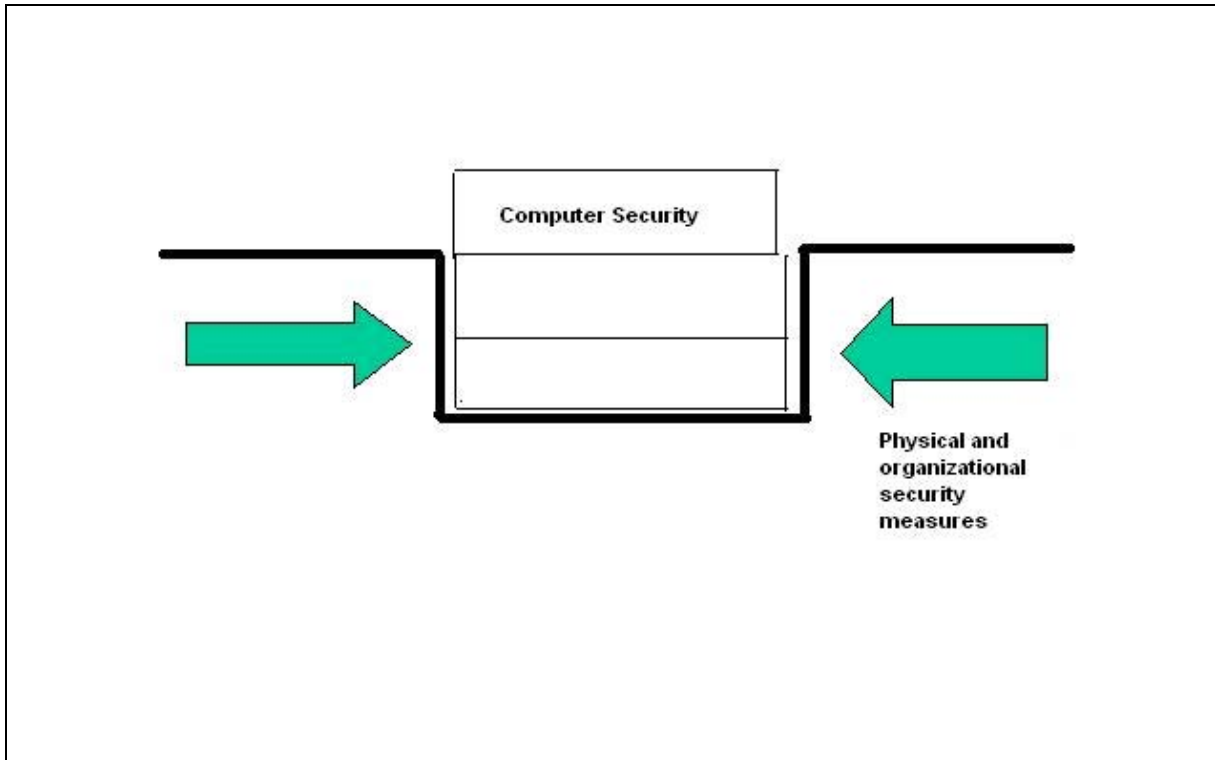 Computer Security
Physical and
organizational
security
measures